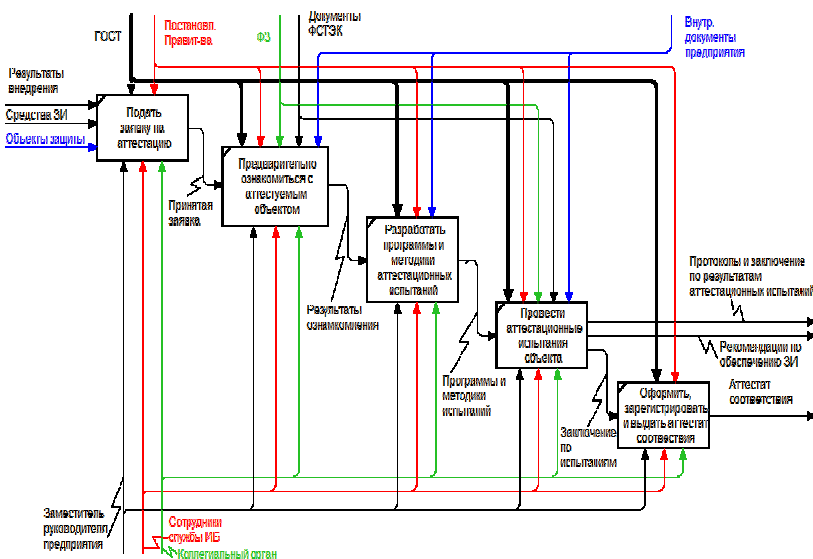 ГОСТ
Постановл.
Правит-ва
ФЗ
Документы
ФСТЭК
Внутр.
документы
предприятия
Результаты
внедрения
Средства ЗИ
Объекты защиты
Подать
заявку на
аттестацию
Принятая
заявка
Предварительно
ознакомиться с
аттестуемым
объектом
Результаты
ознакомления
Разработать
программы и
методики
аттестационных
испытаний
Программы и
методики
испытаний
Провести
аттестационные
испытания
объекта
Заключение
по
испытаниям
Протоколы и заключение
по результатам
аттестационных испытаний
Рекомендации по
обеспечению ЗИ
Оформить,
зарегистрировать
и выдать аттестат
соотвествия
Аттестат
соответствия
Заместитель
руководителя
предприятия
Сотрудники
службы ИБ
Коллегиальный орган